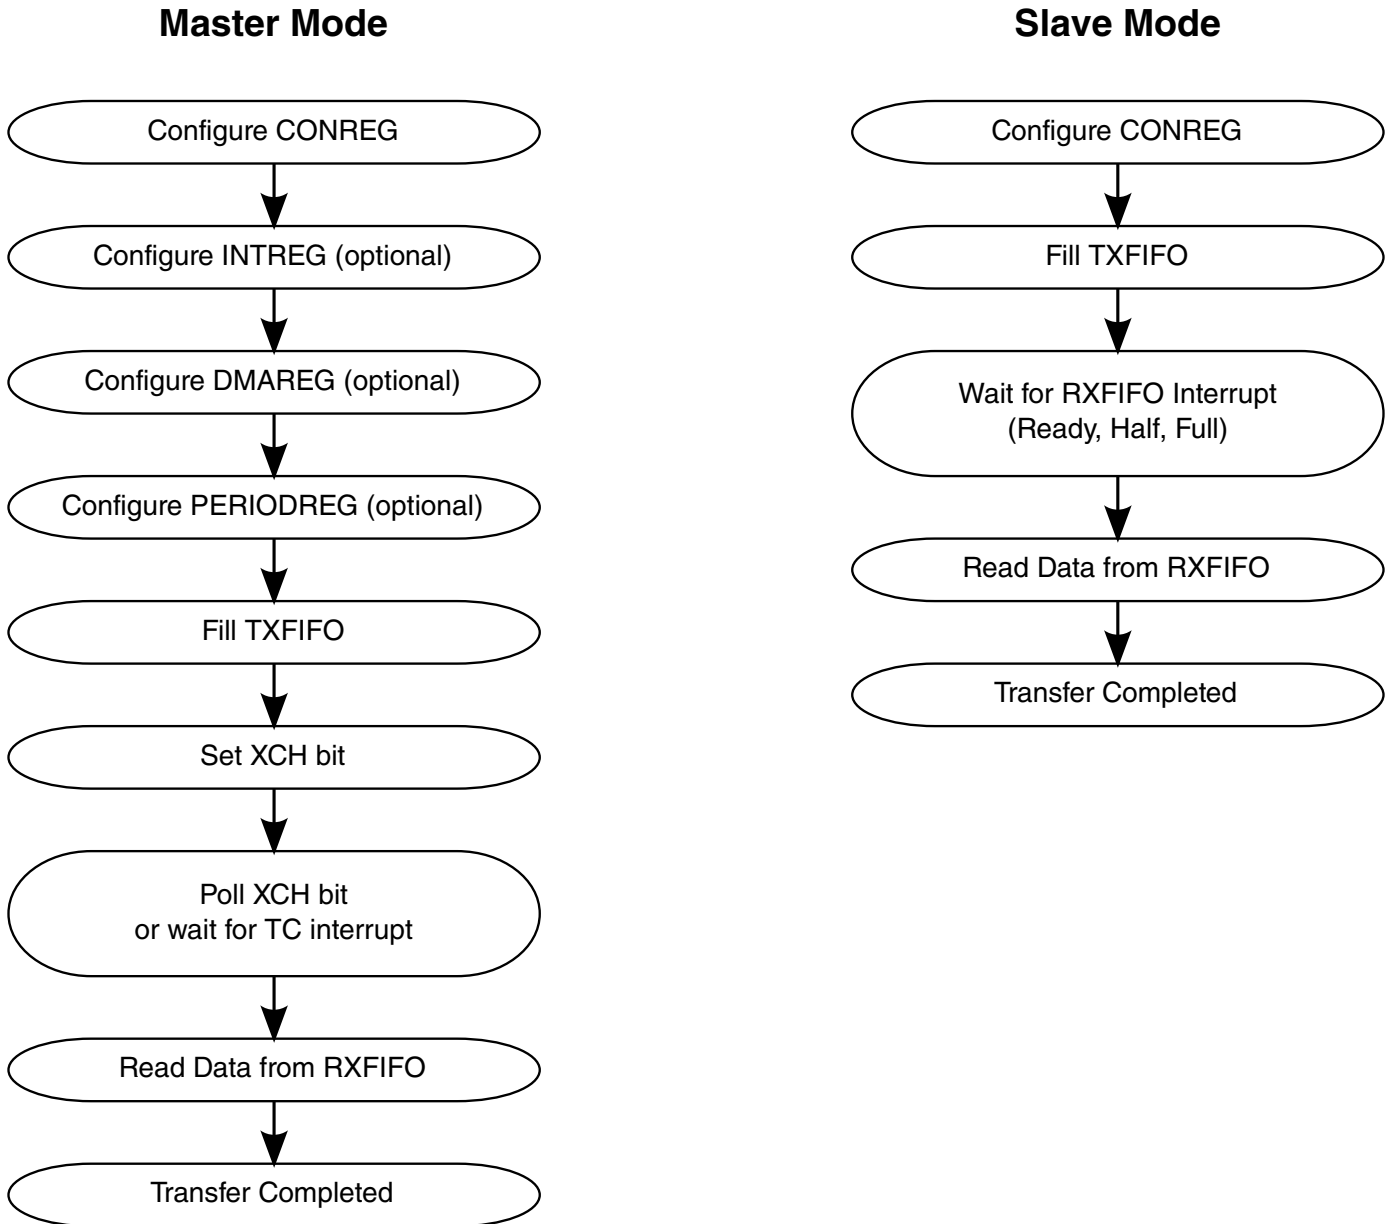 Master Mode
Configure CONREG
Configure INTREG (optional)
Configure DMAREG (optional)
Configure PERIODREG (optional)
Fill TXFIFO
Set XCH bit
Poll XCH bit
or wait for TC interrupt
Read Data from RXFIFO
Transfer Completed
Slave Mode
Configure CONREG
Fill TXFIFO
Wait for RXFIFO Interrupt
(Ready, Half, Full)
Read Data from RXFIFO
Transfer Completed